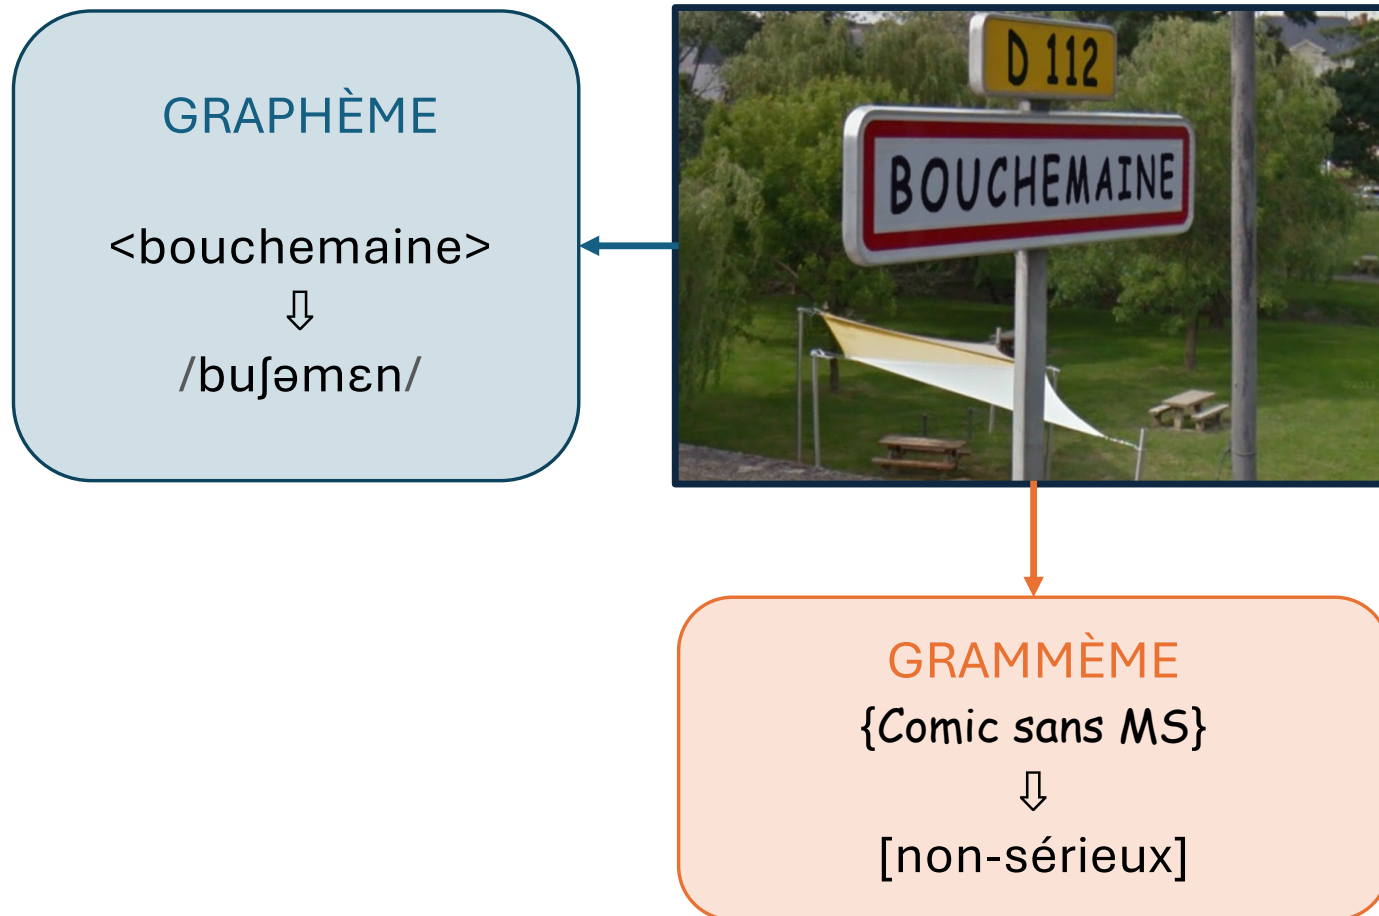 GRAPHÈME
<bouchemaine>
⇩
/buʃəmɛn/
D 112
BOUCHEMAINE
GRAMMÈME
{Comic sans MS}
⇩
[non-sérieux]